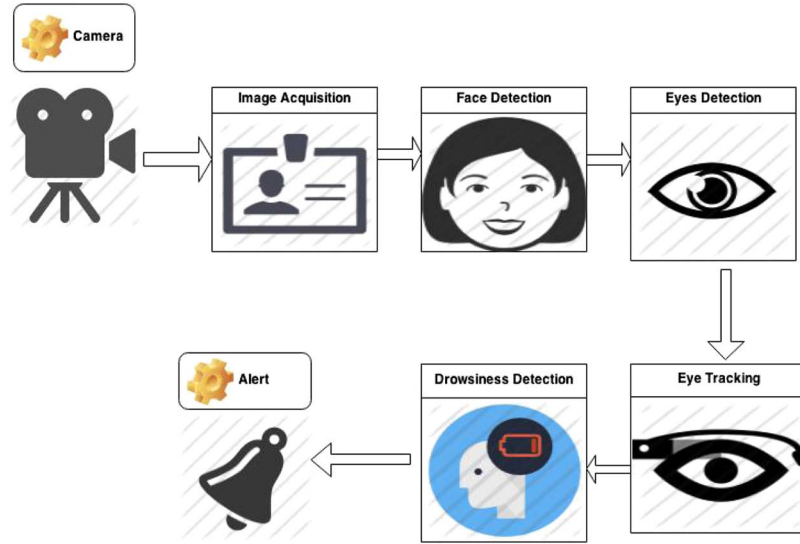 Camera
Image Acquisition
Face Detection
Eyes Detection
Eye Tracking
Drowsiness Detection
Alert